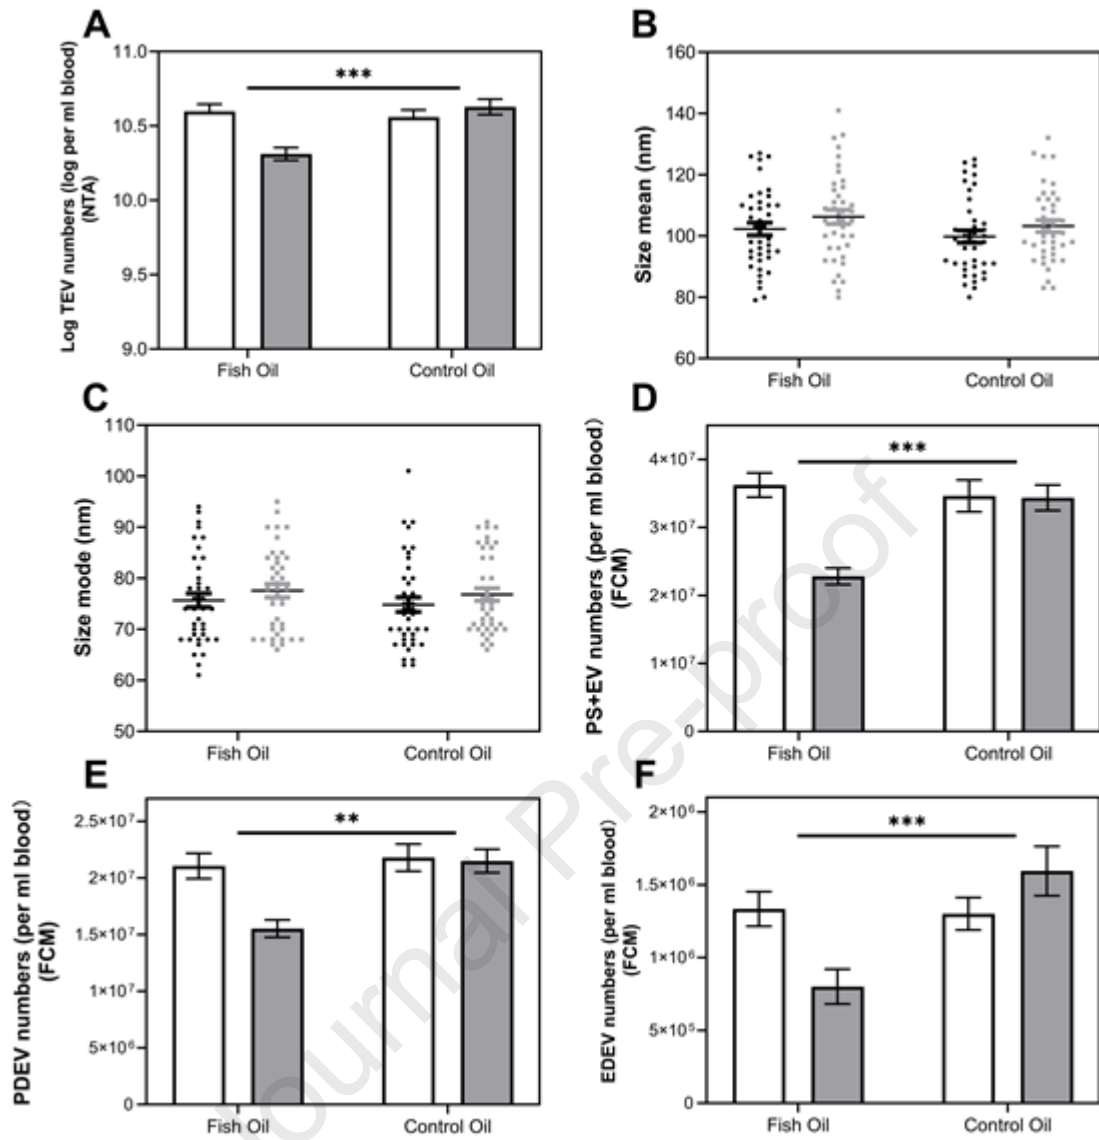 A
Log TEV numbers (log per ml blood)
(NTA)
11.0
10.5
10.0
9.5
9.0
***
Fish Oil
Control Oil
B
Size mean (nm)
160
140
120
100
80
60
Fish Oil
Control Oil
C
Size mode (nm)
110
100
90
80
70
60
50
Fish Oil
Control Oil
D
PS+EV numbers (per ml blood)
(FCM)
4×10⁷
3×10⁷
2×10⁷
1×10⁷
0
***
Fish Oil
Control Oil
E
PDEV numbers (per ml blood)
(FCM)
2.5×10⁷
2×10⁷
1.5×10⁷
1×10⁷
5×10⁶
0
**
Fish Oil
Control Oil
F
EDEV numbers (per ml blood)
(FCM)
2×10⁶
1.5×10⁶
1×10⁶
5×10⁵
0
***
Fish Oil
Control Oil
Journal Pre-proof